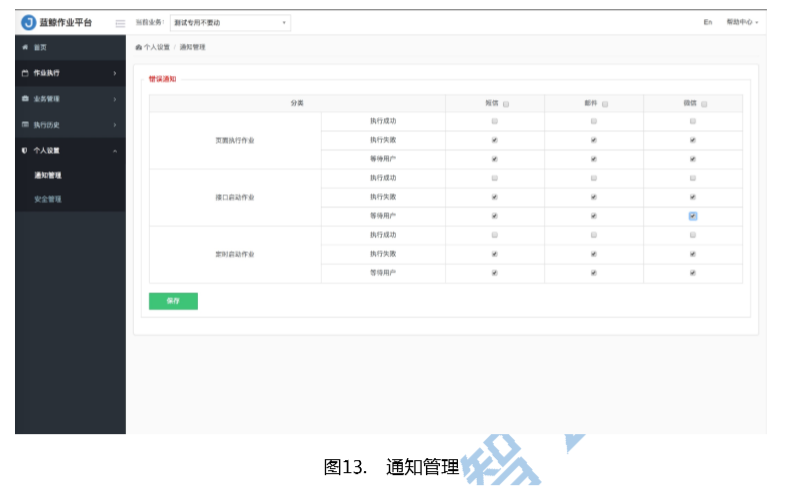 蓝鲸作业平台
当前业务: 测试专用不要动
En 帮助中心
首页
个人设置 / 通知管理
作业执行
业务管理
执行历史
个人设置
通知管理
安全管理
错误通知
分类 短信 邮件 微信
执行成功
页面执行作业 执行失败
等待用户
执行成功
接口启动作业 执行失败
等待用户
执行成功
定时启动作业 执行失败
等待用户
保存
图13. 通知管理
智